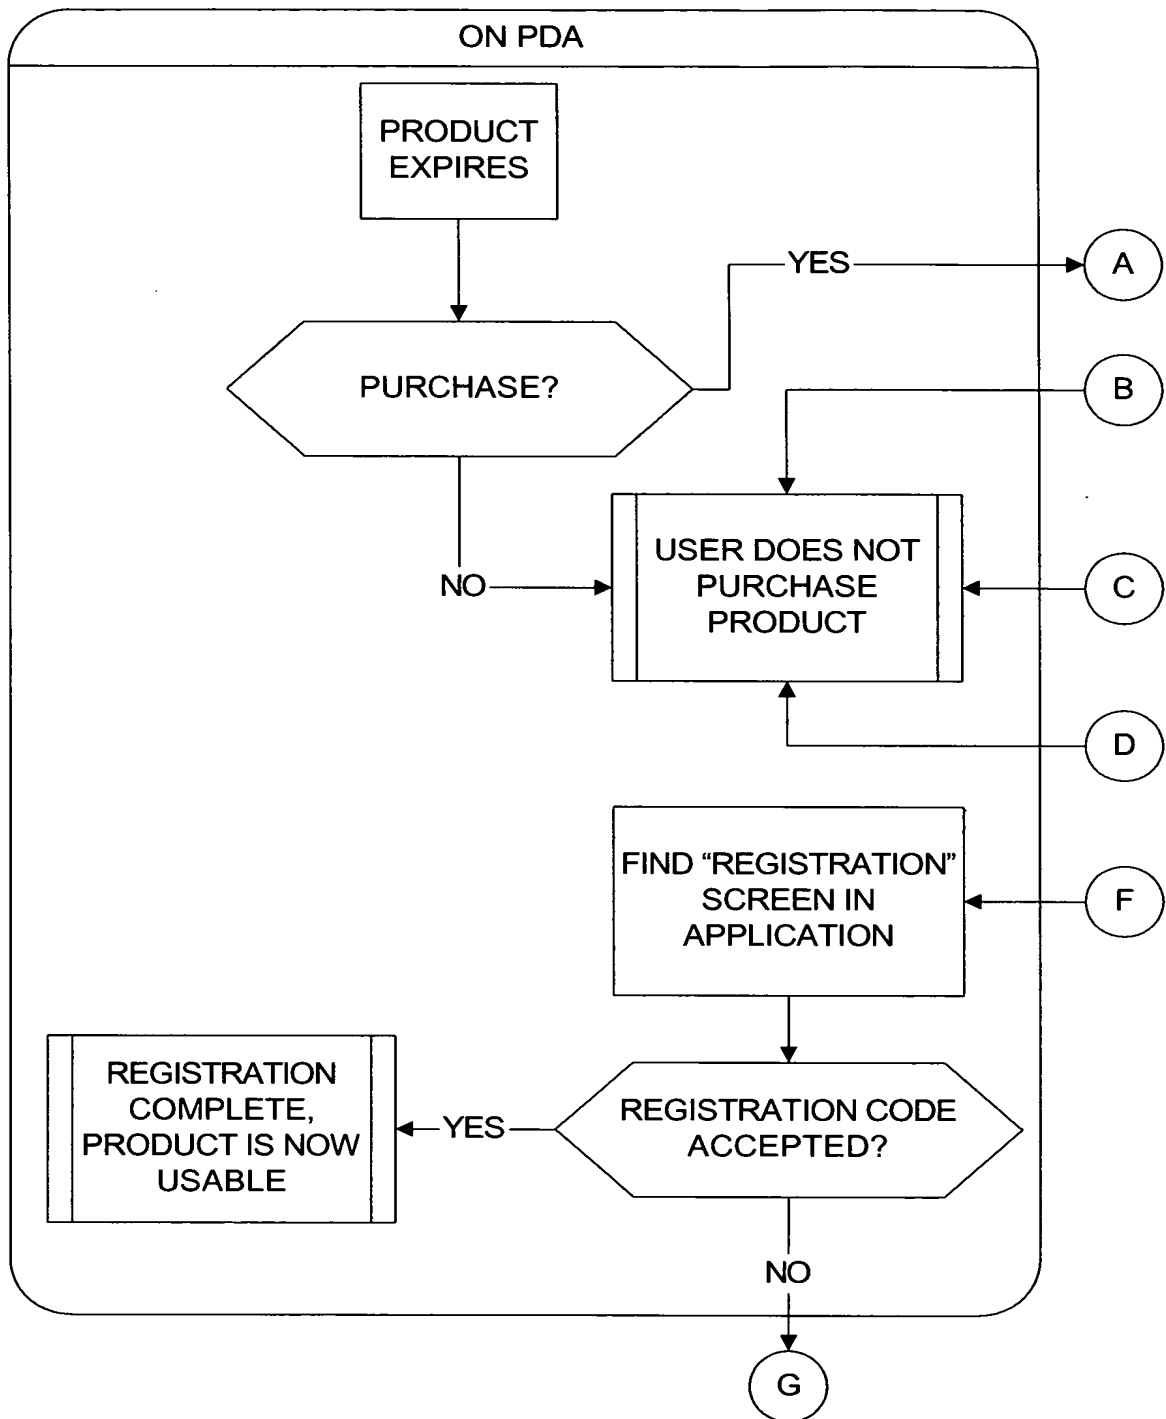 ON PDA
PRODUCT
EXPIRES
YES
A
PURCHASE?
B
USER DOES NOT
PURCHASE
PRODUCT
NO
C
D
FIND “REGISTRATION”
SCREEN IN
APPLICATION
F
REGISTRATION
COMPLETE,
PRODUCT IS NOW
USABLE
YES
REGISTRATION CODE
ACCEPTED?
NO
G